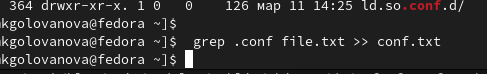 364 drwxr-xr-x. 1 0 0 126 мар 11 14:25 ld.so.conf.d/
kgolovanova@fedora ~]$
kgolovanova@fedora ~]$ grep .conf file.txt >> conf.txt
kgolovanova@fedora ~]$